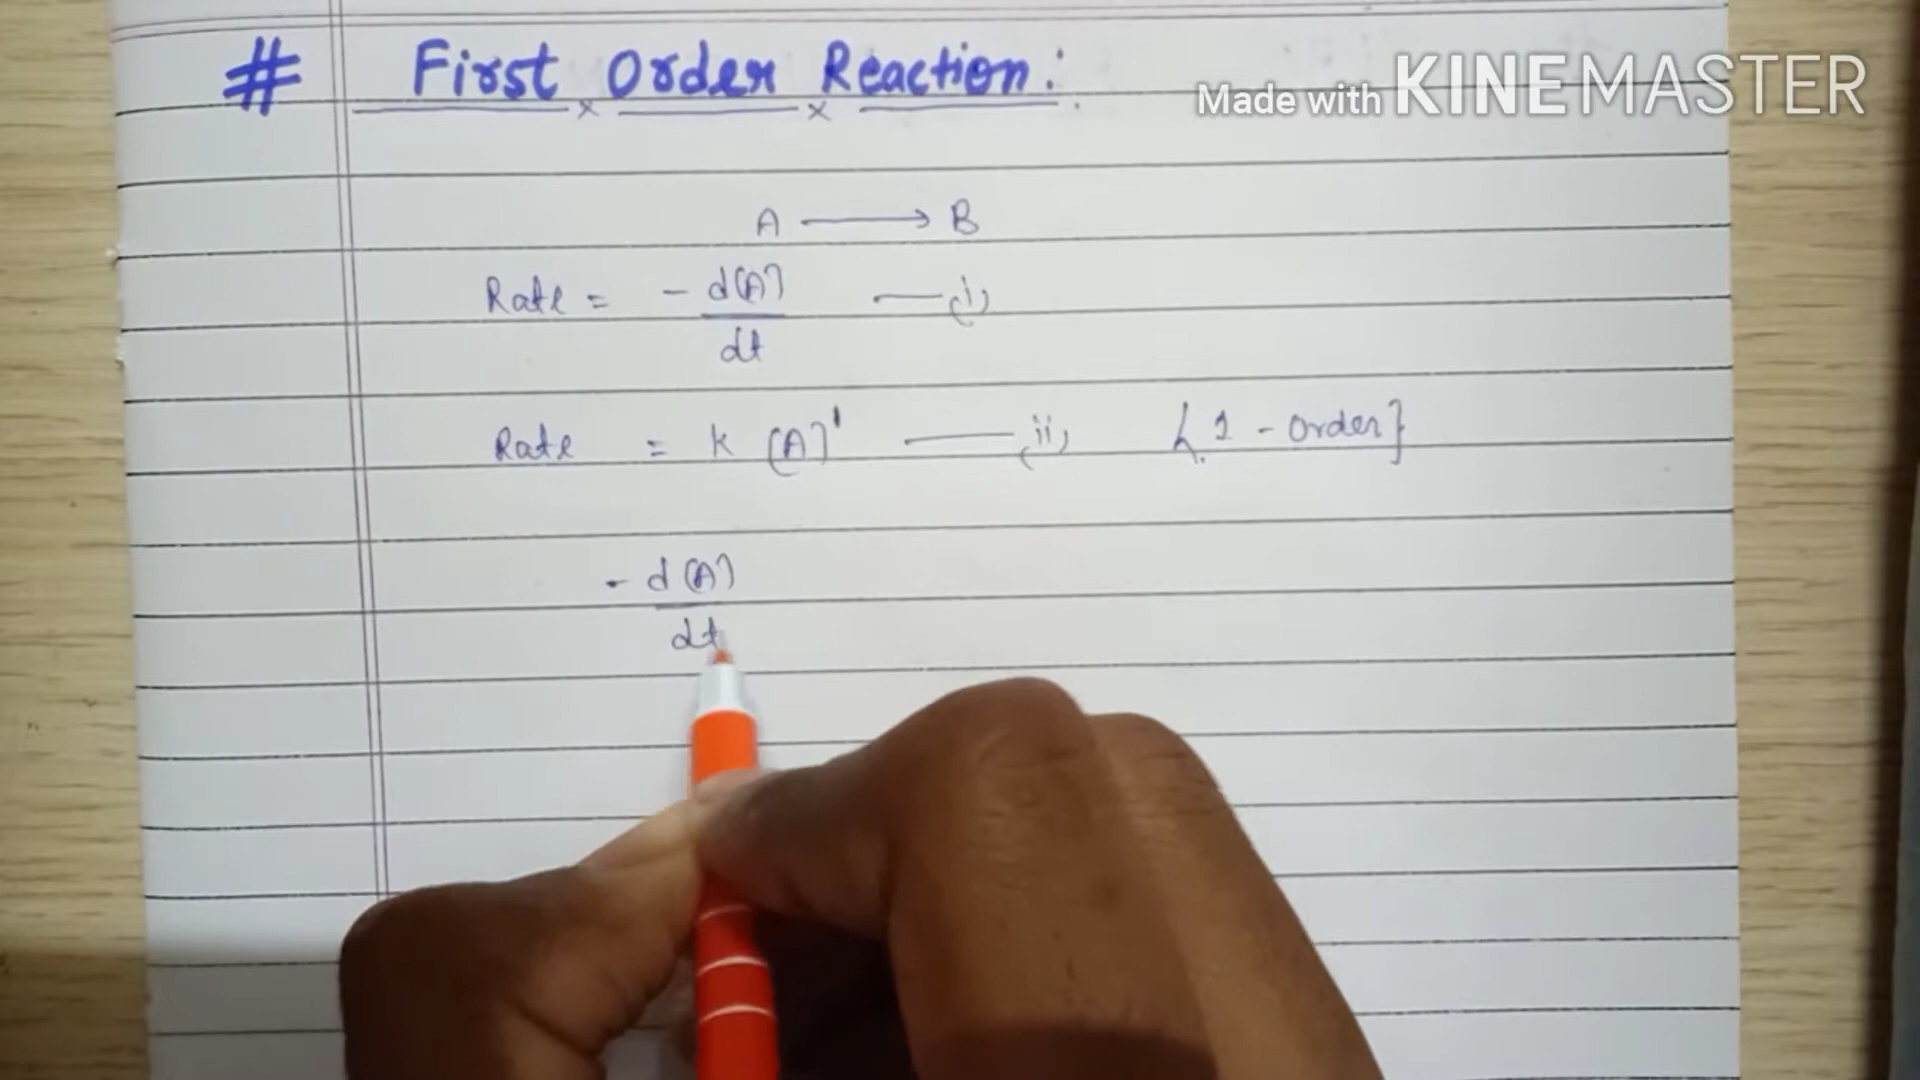 # First Order Reaction:
Made with KINEMASTER
A ⟶ B
Rate = - d[A]/dt —(i)
Rate = k [A]¹ —(ii) {1 - order}
- d[A]/dt